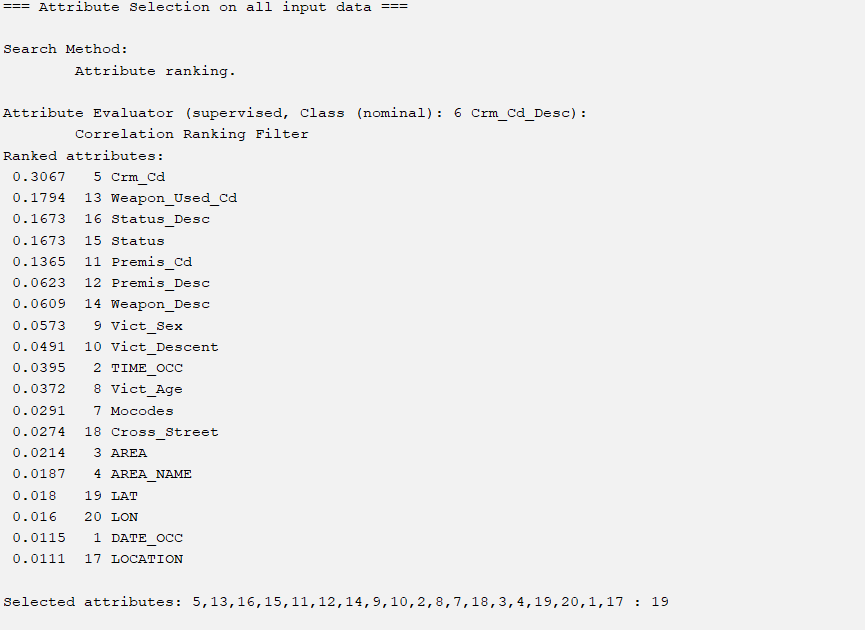 === Attribute Selection on all input data ===
Search Method:
Attribute ranking.
Attribute Evaluator (supervised, Class (nominal): 6 Crm_Cd_Desc):
Correlation Ranking Filter
Ranked attributes:
0.3067 5 Crm_Cd
0.1794 13 Weapon_Used_Cd
0.1673 16 Status_Desc
0.1673 15 Status
0.1365 11 Premis_Cd
0.0623 12 Premis_Desc
0.0609 14 Weapon_Desc
0.0573 9 Vict_Sex
0.0491 10 Vict_Descent
0.0395 2 TIME_OCC
0.0372 8 Vict_Age
0.0291 7 Mocodes
0.0274 18 Cross_Street
0.0214 3 AREA
0.0187 4 AREA_NAME
0.018 19 LAT
0.016 20 LON
0.0115 1 DATE_OCC
0.0111 17 LOCATION
Selected attributes: 5,13,16,15,11,12,14,9,10,2,8,7,18,3,4,19,20,1,17 : 19